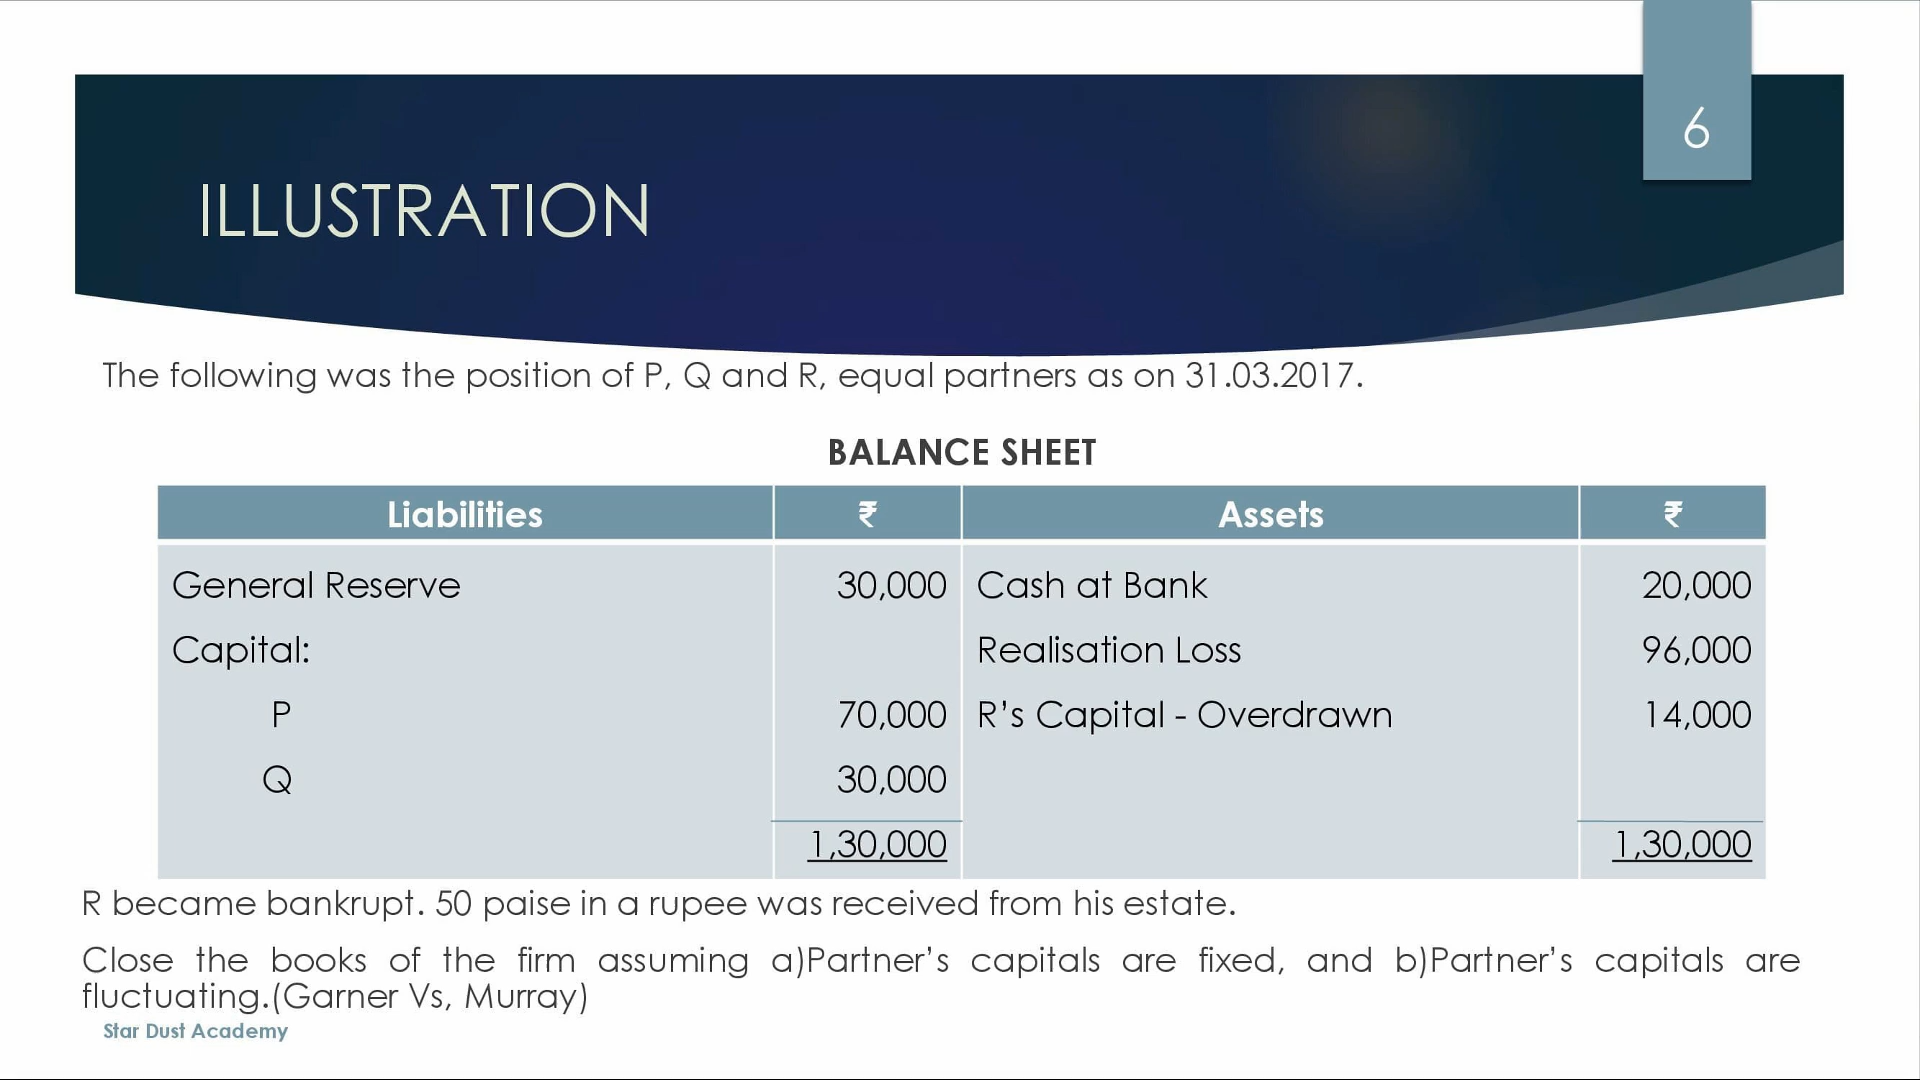 6
ILLUSTRATION
The following was the position of P, Q and R, equal partners as on 31.03.2017.
BALANCE SHEET
Liabilities ₹ Assets ₹
General Reserve 30,000 Cash at Bank 20,000
Capital: Realisation Loss 96,000
P 70,000 R’s Capital - Overdrawn 14,000
Q 30,000
1,30,000 1,30,000
R became bankrupt. 50 paise in a rupee was received from his estate.
Close the books of the firm assuming a)Partner’s capitals are fixed, and b)Partner’s capitals are
fluctuating.(Garner Vs, Murray)
Star Dust Academy